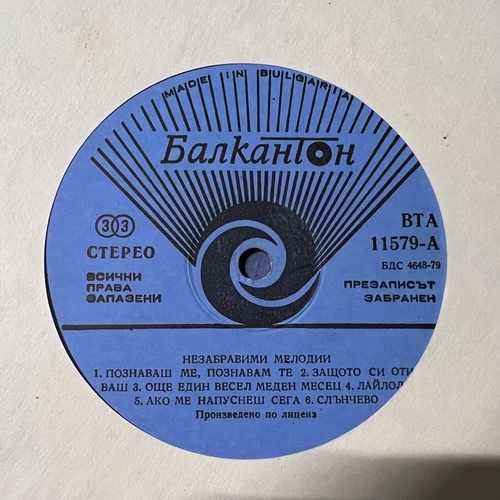 MADE IN BULGARIA
Балкантон
33
СТЕРЕО
ВСИЧКИ
ПРАВА
ЗАПАЗЕНИ
ВТА
11579-А
БДС 4648-79
ПРЕЗАПИСЪТ
ЗАБРАНЕН
НЕЗАБРАВИМИ МЕЛОДИИ
1. ПОЗНАВАШ МЕ, ПОЗНАВАМ ТЕ 2. ЗАЩОТО СИ ОТИ
ВАШ 3. ОЩЕ ЕДИН ВЕСЕЛ МЕДЕН МЕСЕЦ 4. ЛАЙЛОЛ
5. АКО МЕ НАПУСНЕШ СЕГА 6. СЛЪНЧЕВО
Произведено по лиценз